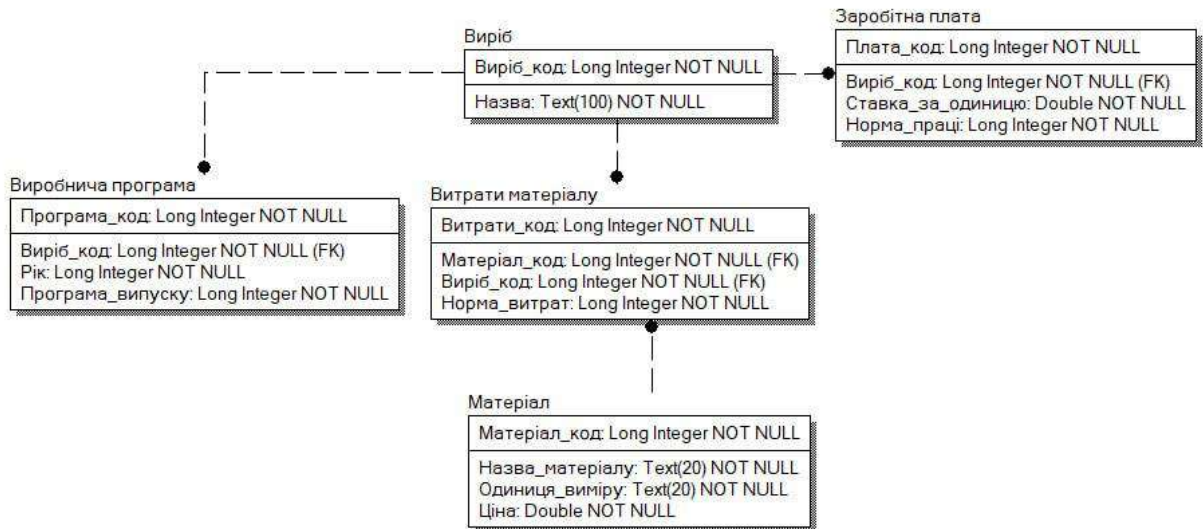 Виріб
Виріб_код: Long Integer NOT NULL
Назва: Text(100) NOT NULL
Заробітна плата
Плата_код: Long Integer NOT NULL
Виріб_код: Long Integer NOT NULL (FK)
Ставка_за_одиницю: Double NOT NULL
Норма_праці: Long Integer NOT NULL
Виробнича програма
Програма_код: Long Integer NOT NULL
Виріб_код: Long Integer NOT NULL (FK)
Рік: Long Integer NOT NULL
Програма_випуску: Long Integer NOT NULL
Витрати матеріалу
Витрати_код: Long Integer NOT NULL
Матеріал_код: Long Integer NOT NULL (FK)
Виріб_код: Long Integer NOT NULL (FK)
Норма_витрат: Long Integer NOT NULL
Матеріал
Матеріал_код: Long Integer NOT NULL
Назва_матеріалу: Text(20) NOT NULL
Одиниця_виміру: Text(20) NOT NULL
Ціна: Double NOT NULL